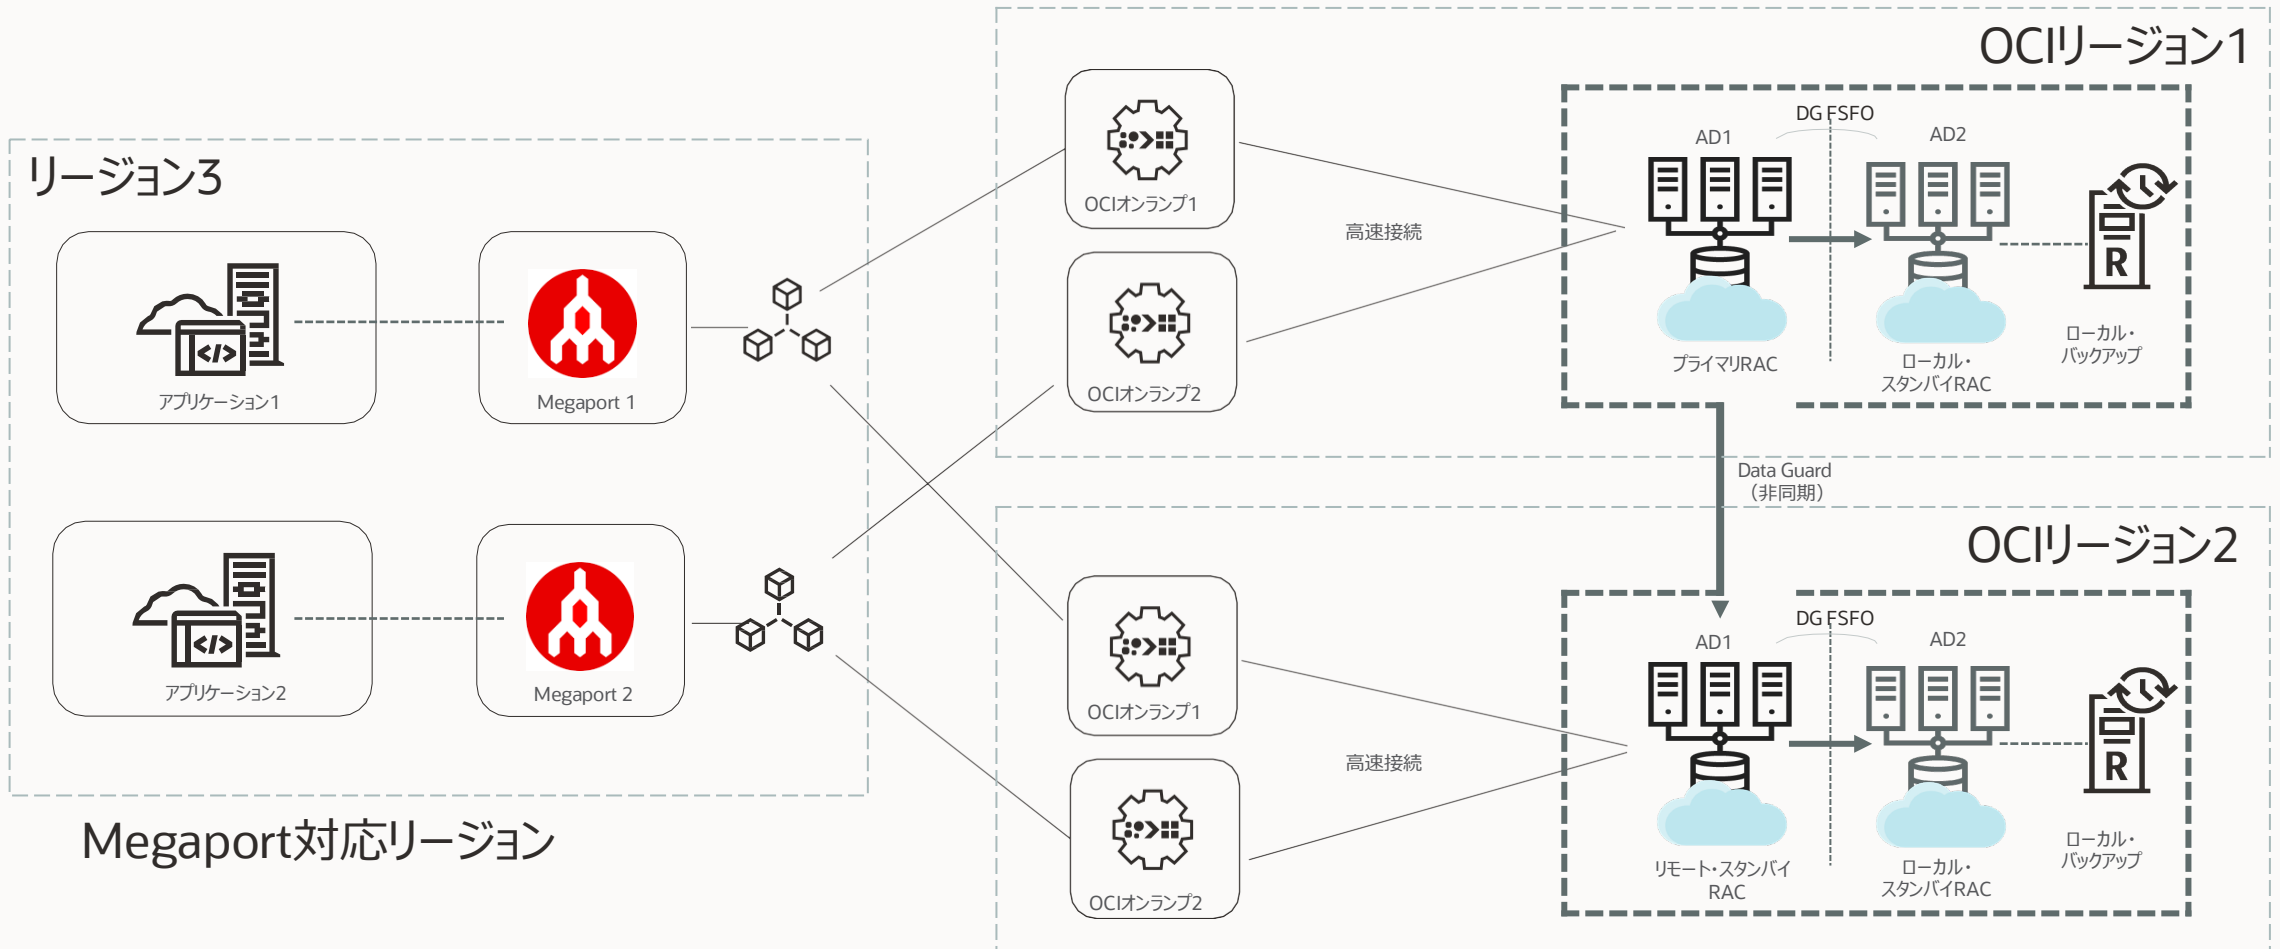 リージョン3
アプリケーション1
Megaport 1
アプリケーション2
Megaport 2
Megaport対応リージョン
OCIリージョン1
OCIオンランプ1
OCIオンランプ2
高速接続
DG FSFO
AD1
AD2
プライマリRAC
ローカル・
スタンバイRAC
R
ローカル・
バックアップ
Data Guard
（非同期）
OCIリージョン2
OCIオンランプ1
OCIオンランプ2
高速接続
DG FSFO
AD1
AD2
リモート・スタンバイ
RAC
ローカル・
スタンバイRAC
R
ローカル・
バックアップ